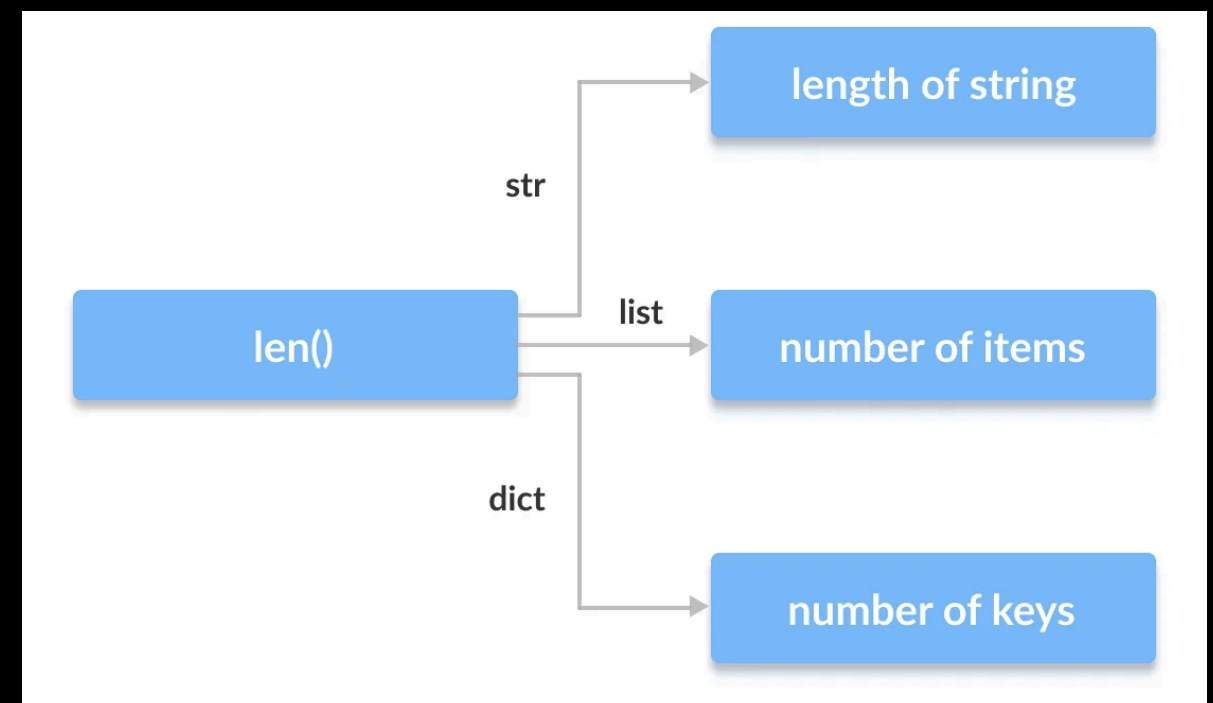 str
length of string
len()
list
number of items
dict
number of keys